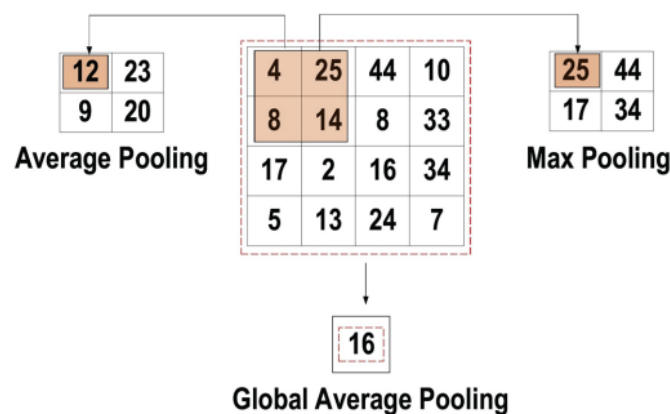 4 25 44 10
12 23
25 44
8 14 8 33
9 20
17 34
Average Pooling
Max Pooling
17 2 16 34
5 13 24 7
16
Global Average Pooling